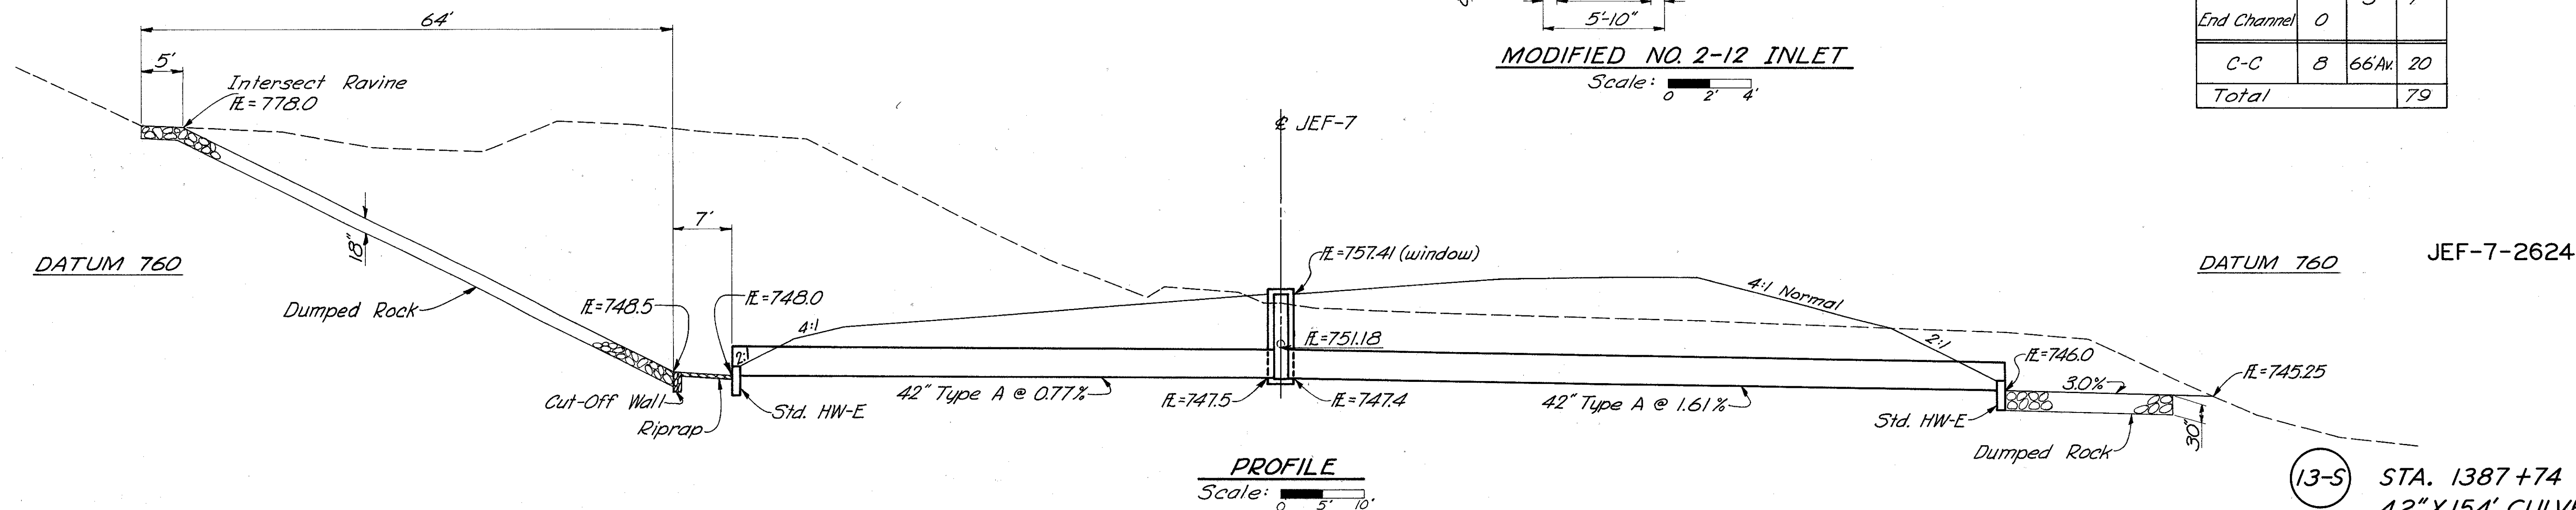 64'
5'
Intersect Ravine
FL=778.0
5'-10"
MODIFIED NO. 2-12 INLET
Scale:
0 2' 4'
End Channel 0
C-C 8 66'Av. 20
Total 79
℄ JEF-7
18"
7'
DATUM 760
Dumped Rock
FL=748.5
FL=748.0
4:1
2:1
Cut-Off Wall
Riprap
Std. HW-E
42" Type A @ 0.77%
FL=757.41 (window)
FL=751.18
FL=747.5
FL=747.4
42" Type A @ 1.61%
4:1 Normal
2:1
FL=746.0
3.0%
FL=745.25
Std. HW-E
Dumped Rock
30"
DATUM 760
JEF-7-2624
PROFILE
Scale:
0 5' 10'
13-S
STA. 1387+74